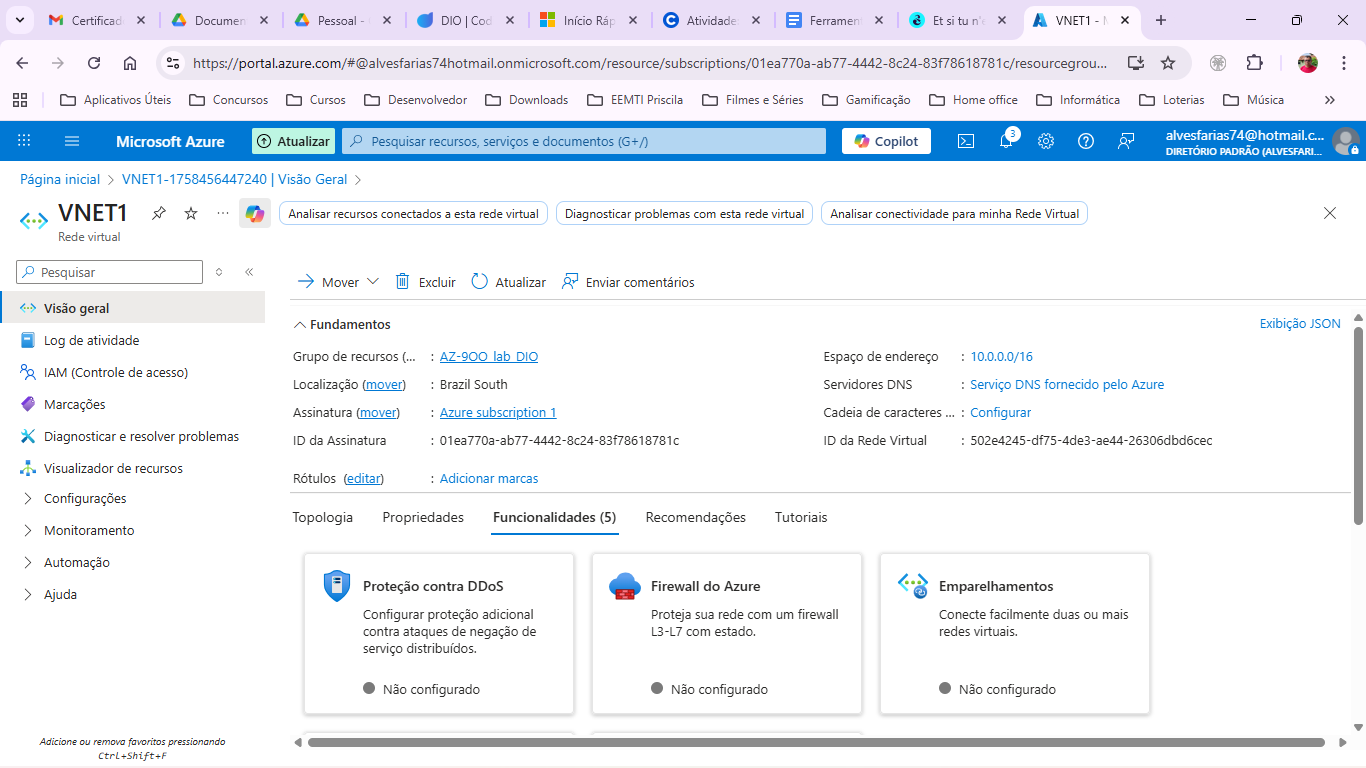 Certificado
Documen
Pessoal -
DIO | Cod
Início Ráp
Atividade
Ferrament
Et si tu n'é
VNET1 - M
https://portal.azure.com/#@alvesfarias74hotmail.onmicrosoft.com/resource/subscriptions/01ea770a-ab77-4442-8c24-83f78618781c/resourcegrou...
Aplicativos Úteis
Concursos
Cursos
Desenvolvedor
Downloads
EEMTI Priscila
Filmes e Séries
Gamificação
Home office
Informática
Loterias
Música
Microsoft Azure
Atualizar
Pesquisar recursos, serviços e documentos (G+/)
Copilot
3
alvesfarias74@hotmail.c...
DIRETÓRIO PADRÃO (ALVESFARI...
Página inicial > VNET1-1758456447240 | Visão Geral >
VNET1
Rede virtual
Analisar recursos conectados a esta rede virtual
Diagnosticar problemas com esta rede virtual
Analisar conectividade para minha Rede Virtual
Pesquisar
Visão geral
Log de atividade
IAM (Controle de acesso)
Marcações
Diagnosticar e resolver problemas
Visualizador de recursos
Configurações
Monitoramento
Automação
Ajuda
Adicione ou remova favoritos pressionando
Ctrl+Shift+F
Mover
Excluir
Atualizar
Enviar comentários
Fundamentos
Exibição JSON
Grupo de recursos (... : AZ-9OO_lab_DIO
Localização (mover) : Brazil South
Assinatura (mover) : Azure subscription 1
ID da Assinatura : 01ea770a-ab77-4442-8c24-83f78618781c
Espaço de endereço : 10.0.0.0/16
Servidores DNS : Serviço DNS fornecido pelo Azure
Cadeia de caracteres ... : Configurar
ID da Rede Virtual : 502e4245-df75-4de3-ae44-26306dbd6cec
Rótulos (editar) : Adicionar marcas
Topologia
Propriedades
Funcionalidades (5)
Recomendações
Tutoriais
Proteção contra DDoS
Configurar proteção adicional
contra ataques de negação de
serviço distribuídos.
Não configurado
Firewall do Azure
Proteja sua rede com um firewall
L3-L7 com estado.
Não configurado
Emparelhamentos
Conecte facilmente duas ou mais
redes virtuais.
Não configurado